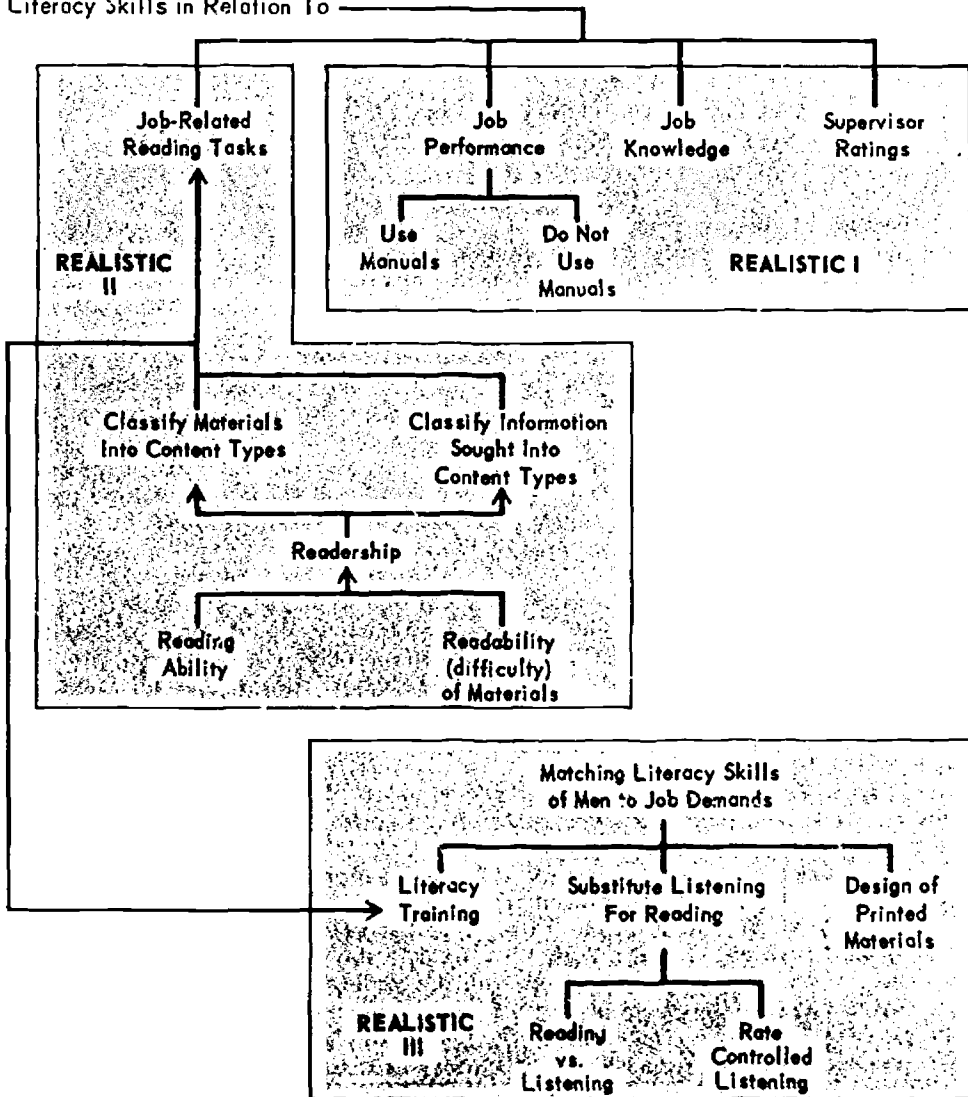 Literacy Skills in Relation To
Job-Related
Reading Tasks
Job
Performance
Job
Knowledge
Supervisor
Ratings
Use
Manuals
Do Not
Use
Manuals
REALISTIC I
REALISTIC
II
Classify Materials
Into Content Types
Classify Information
Sought Into
Content Types
Readership
Reading
Ability
Readability
(difficulty)
of Materials
Matching Literacy Skills
of Men to Job Demands
Literacy
Training
Substitute Listening
For Reading
Design of
Printed
Materials
REALISTIC
III
Reading
vs.
Listening
Rate
Controlled
Listening